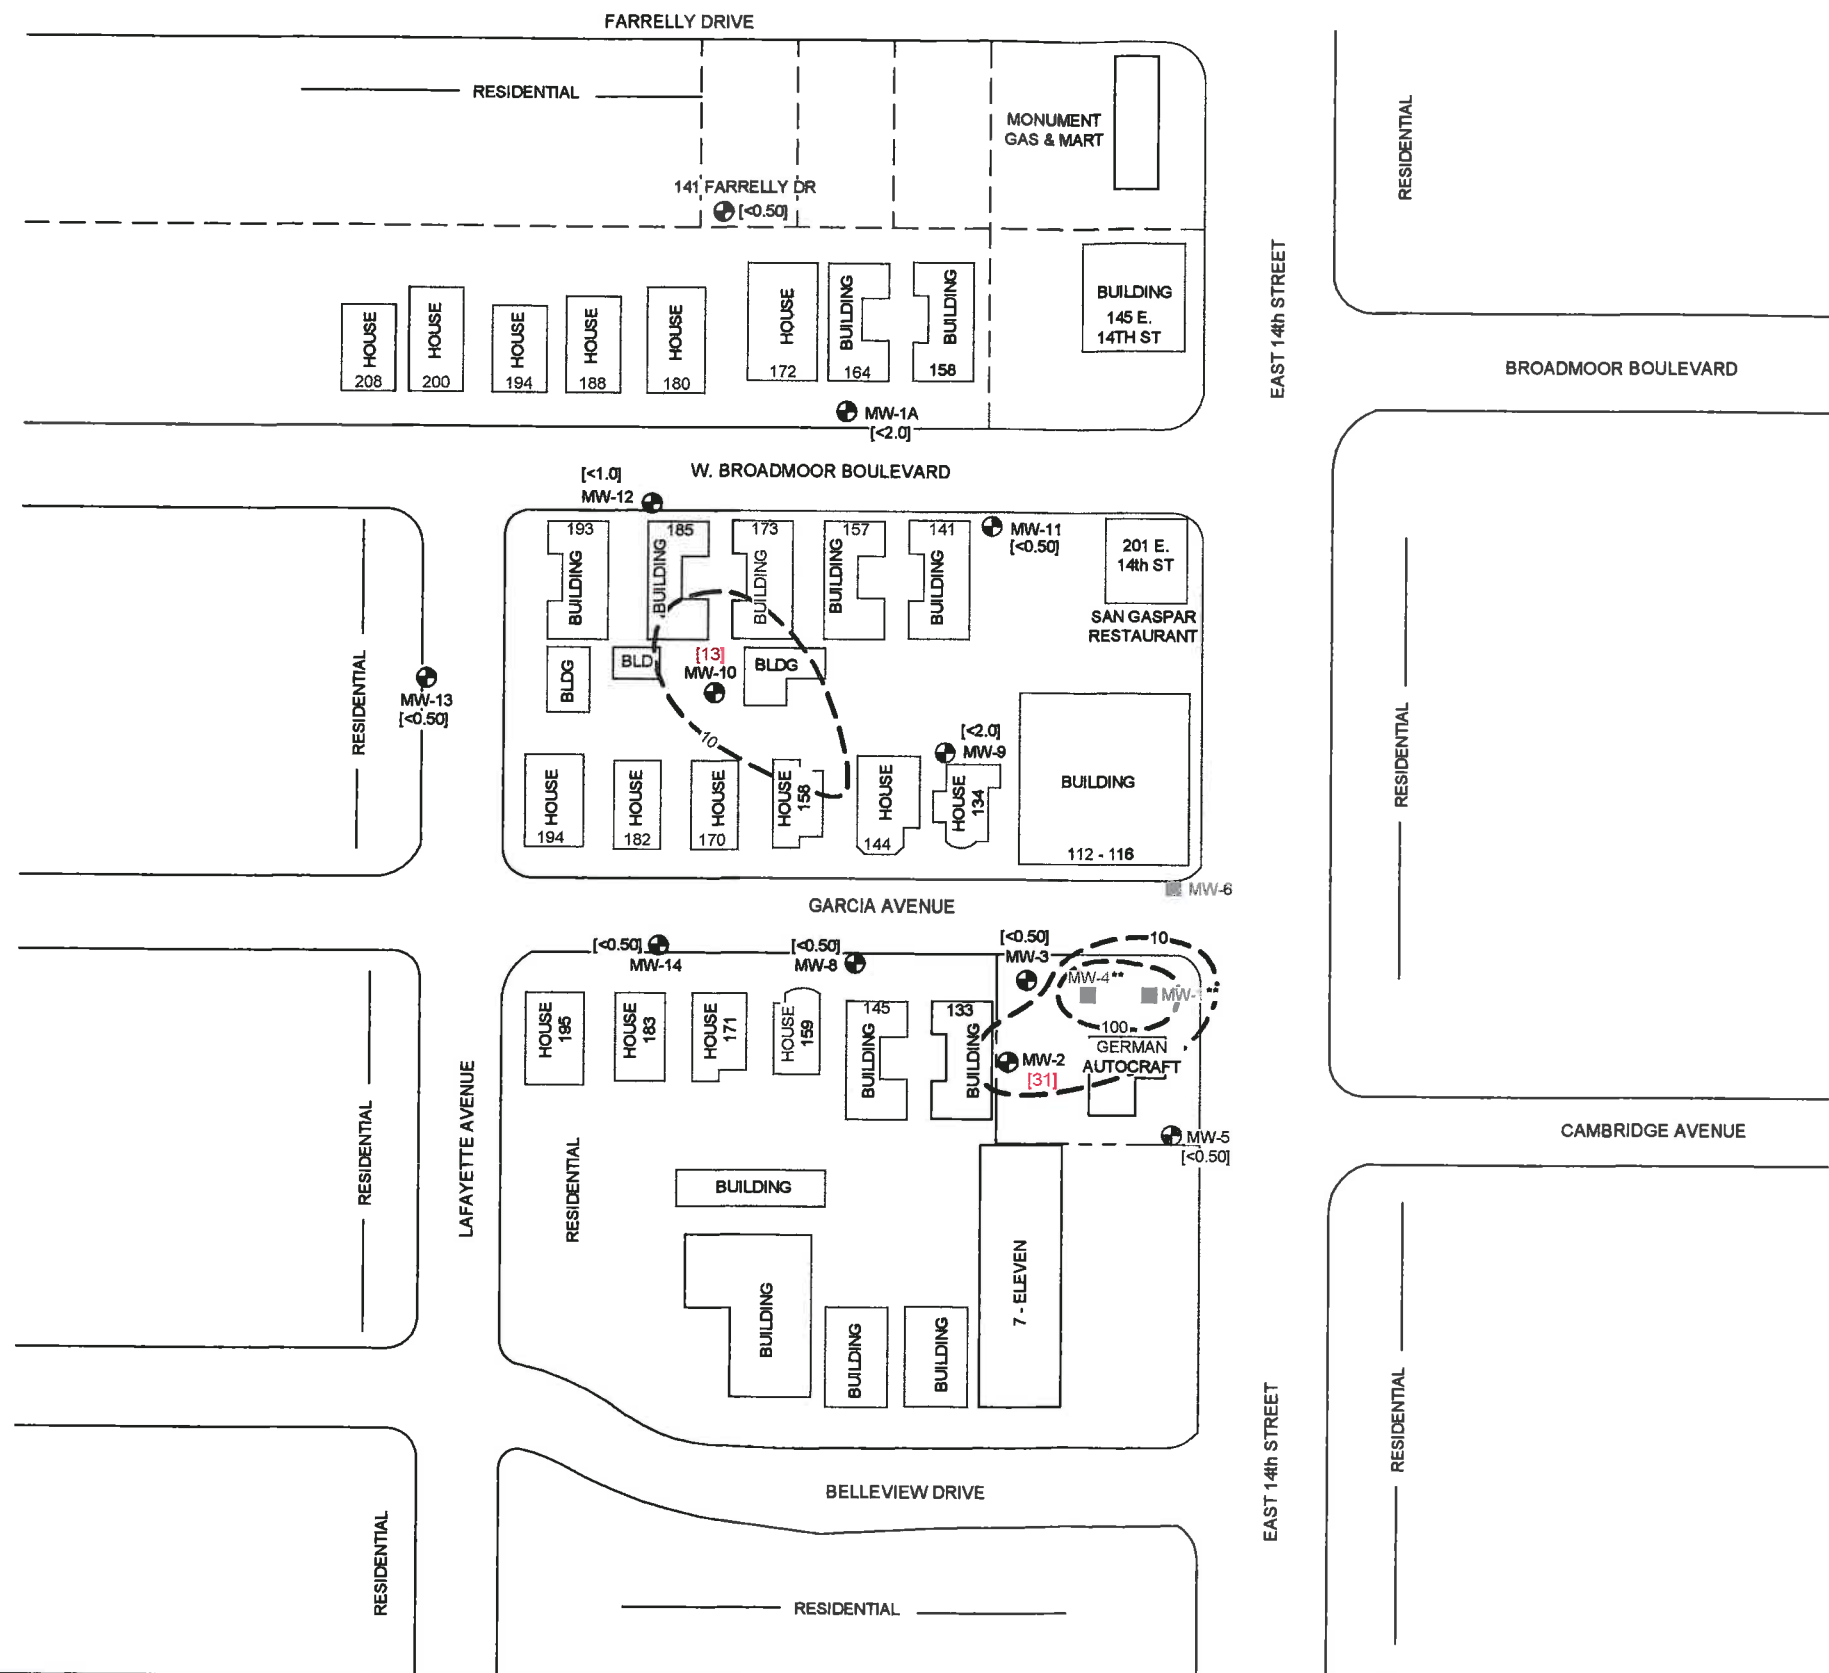 FARRELLY DRIVE
RESIDENTIAL
MONUMENT
GAS & MART
RESIDENTIAL
141 FARRELLY DR
[<0.50]
HOUSE
208
HOUSE
200
HOUSE
194
HOUSE
188
HOUSE
180
HOUSE
172
BUILDING
164
BUILDING
158
BUILDING
145 E.
14TH ST
EAST 14th STREET
BROADMOOR BOULEVARD
MW-1A
[<2.0]
W. BROADMOOR BOULEVARD
[<1.0]
MW-12
193
BUILDING
185
BUILDING
173
BUILDING
157
BUILDING
141
BUILDING
MW-11
[<0.50]
201 E.
14th ST
SAN GASPAR
RESTAURANT
RESIDENTIAL
MW-13
[<0.50]
BLDG
BLD
[13]
MW-10
BLDG
10
[<2.0]
MW-9
RESIDENTIAL
HOUSE
194
HOUSE
182
HOUSE
170
HOUSE
158
HOUSE
144
HOUSE
134
BUILDING
112 - 116
MW-6
GARCIA AVENUE
[<0.50]
MW-14
[<0.50]
MW-8
[<0.50]
MW-3
10
MW-4**
MW-1**
100
GERMAN
AUTOCRAFT
HOUSE
195
HOUSE
183
HOUSE
171
HOUSE
159
145
BUILDING
133
BUILDING
MW-2
[31]
MW-5
[<0.50]
CAMBRIDGE AVENUE
RESIDENTIAL
LAFAYETTE AVENUE
RESIDENTIAL
BUILDING
BUILDING
BUILDING
BUILDING
7 - ELEVEN
EAST 14th STREET
RESIDENTIAL
BELLEVIEW DRIVE
RESIDENTIAL
RESIDENTIAL